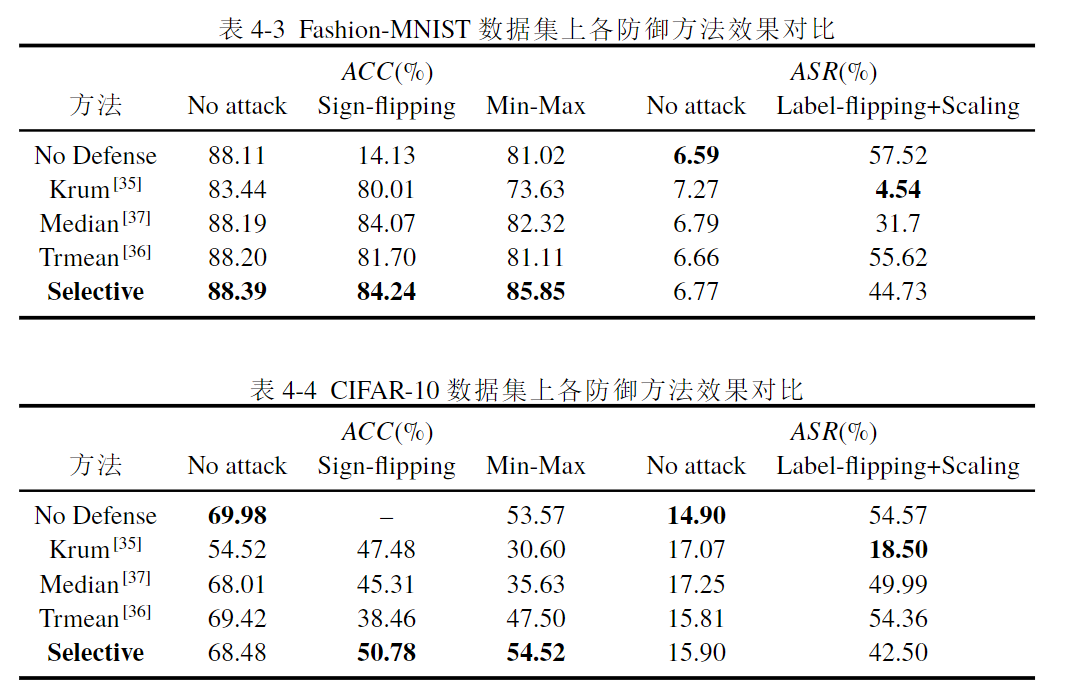 表 4-3 Fashion-MNIST 数据集上各防御方法效果对比
ACC(%) ASR(%)
方法 No attack Sign-flipping Min-Max No attack Label-flipping+Scaling
No Defense 88.11 14.13 81.02 6.59 57.52
Krum[35] 83.44 80.01 73.63 7.27 4.54
Median[37] 88.19 84.07 82.32 6.79 31.7
Trmean[36] 88.20 81.70 81.11 6.66 55.62
Selective 88.39 84.24 85.85 6.77 44.73
表 4-4 CIFAR-10 数据集上各防御方法效果对比
ACC(%) ASR(%)
方法 No attack Sign-flipping Min-Max No attack Label-flipping+Scaling
No Defense 69.98 – 53.57 14.90 54.57
Krum[35] 54.52 47.48 30.60 17.07 18.50
Median[37] 68.01 45.31 35.63 17.25 49.99
Trmean[36] 69.42 38.46 47.50 15.81 54.36
Selective 68.48 50.78 54.52 15.90 42.50